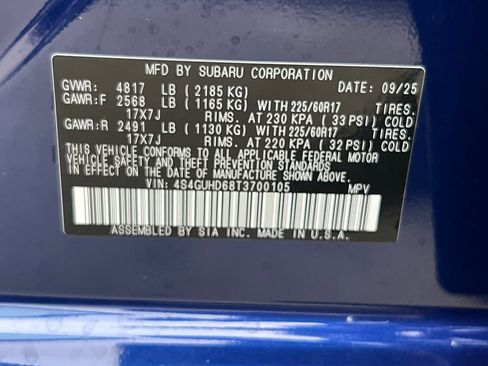 MFD BY SUBARU CORPORATION DATE: 09/25
GVWR: 4817 LB ( 2185 KG)
GAWR:F 2568 LB ( 1165 KG) WITH 225/60R17 TIRES.
17X7J RIMS. AT 230 KPA ( 33 PSI) COLD
GAWR:R 2491 LB ( 1130 KG) WITH 225/60R17 TIRES.
17X7J RIMS. AT 220 KPA ( 32 PSI) COLD
THIS VEHICLE CONFORMS TO ALL APPLICABLE FEDERAL MOTOR
VEHICLE SAFETY AND THEFT PREVENTION STANDARDS
IN EFFECT ON THE DATE OF MANUFACTURE SHOWN ABOVE.
VIN: 4S4GUHD68T3700105 MPV
ASSEMBLED BY SIA INC. MADE IN U.S.A.